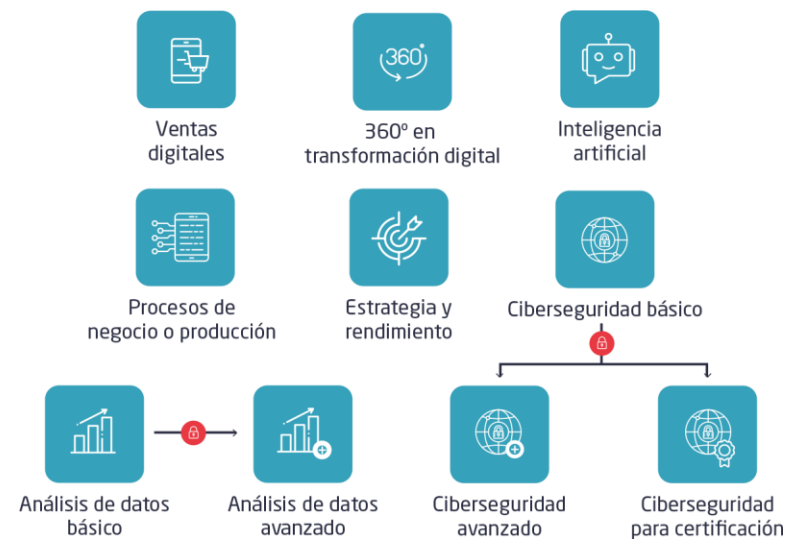 360°
Ventas
digitales
360º en
transformación digital
Inteligencia
artificial
Procesos de
negocio o producción
Estrategia y
rendimiento
Ciberseguridad básico
Análisis de datos
básico
Análisis de datos
avanzado
Ciberseguridad
avanzado
Ciberseguridad
para certificación